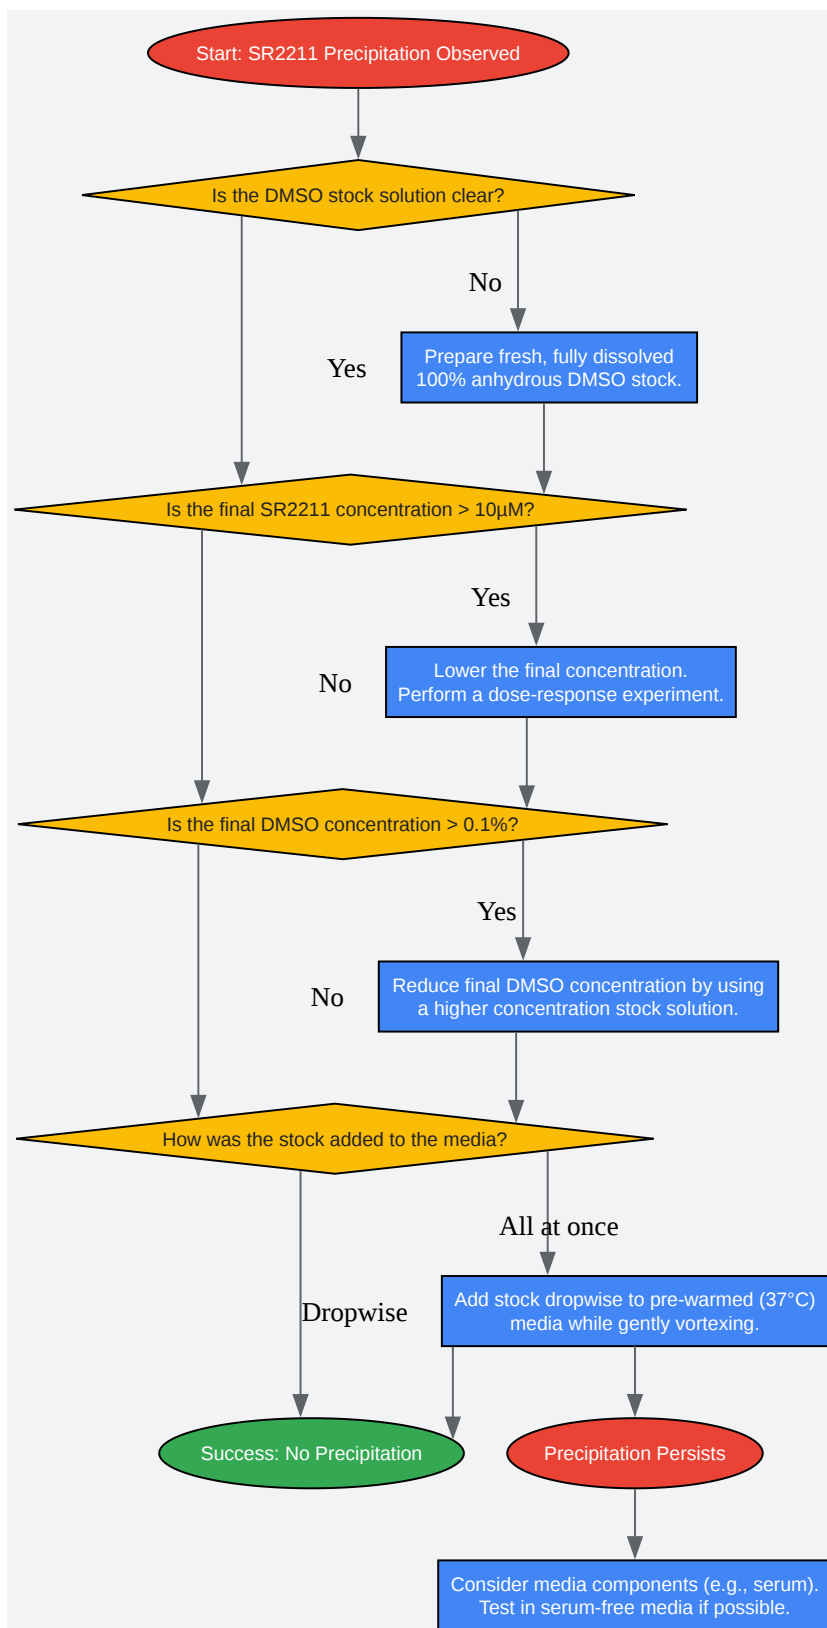 Start: SR2211 Precipitation Observed
Is the DMSO stock solution clear?
No
Yes
Prepare fresh, fully dissolved
100% anhydrous DMSO stock.
Is the final SR2211 concentration > 10µM?
Yes
No
Lower the final concentration.
Perform a dose-response experiment.
Is the final DMSO concentration > 0.1%?
Yes
No
Reduce final DMSO concentration by using
a higher concentration stock solution.
How was the stock added to the media?
All at once
Dropwise
Add stock dropwise to pre-warmed (37°C)
media while gently vortexing.
Success: No Precipitation
Precipitation Persists
Consider media components (e.g., serum).
Test in serum-free media if possible.